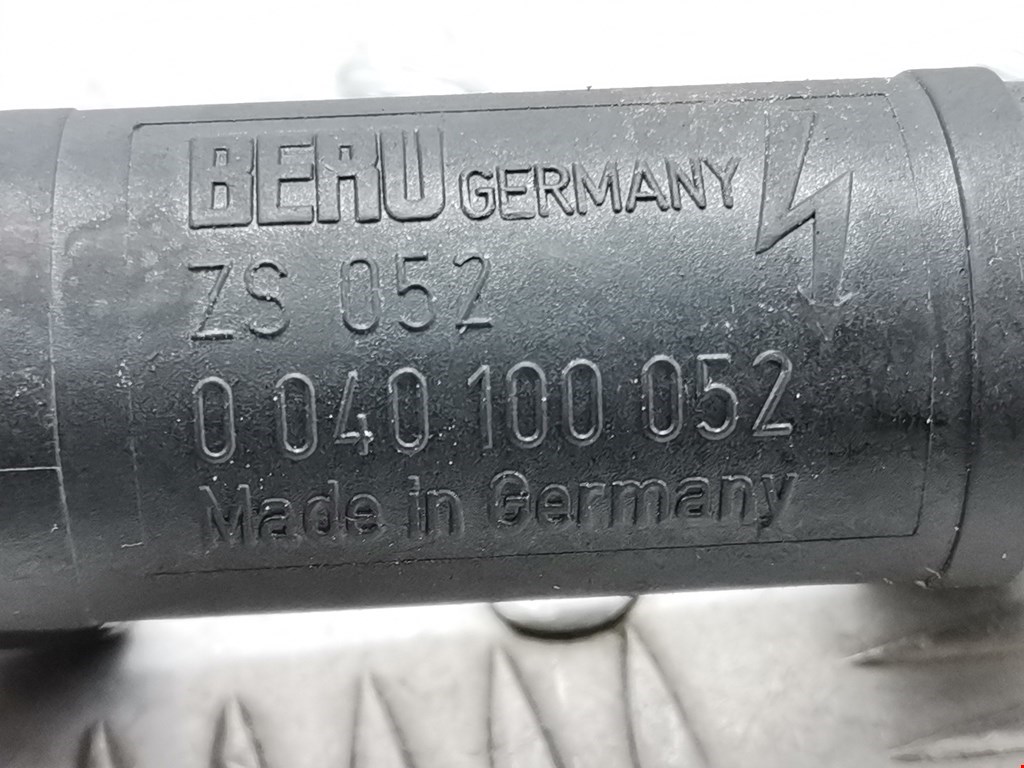 BERU GERMANY
ZS 052
0 040 100 052
Made in Germany